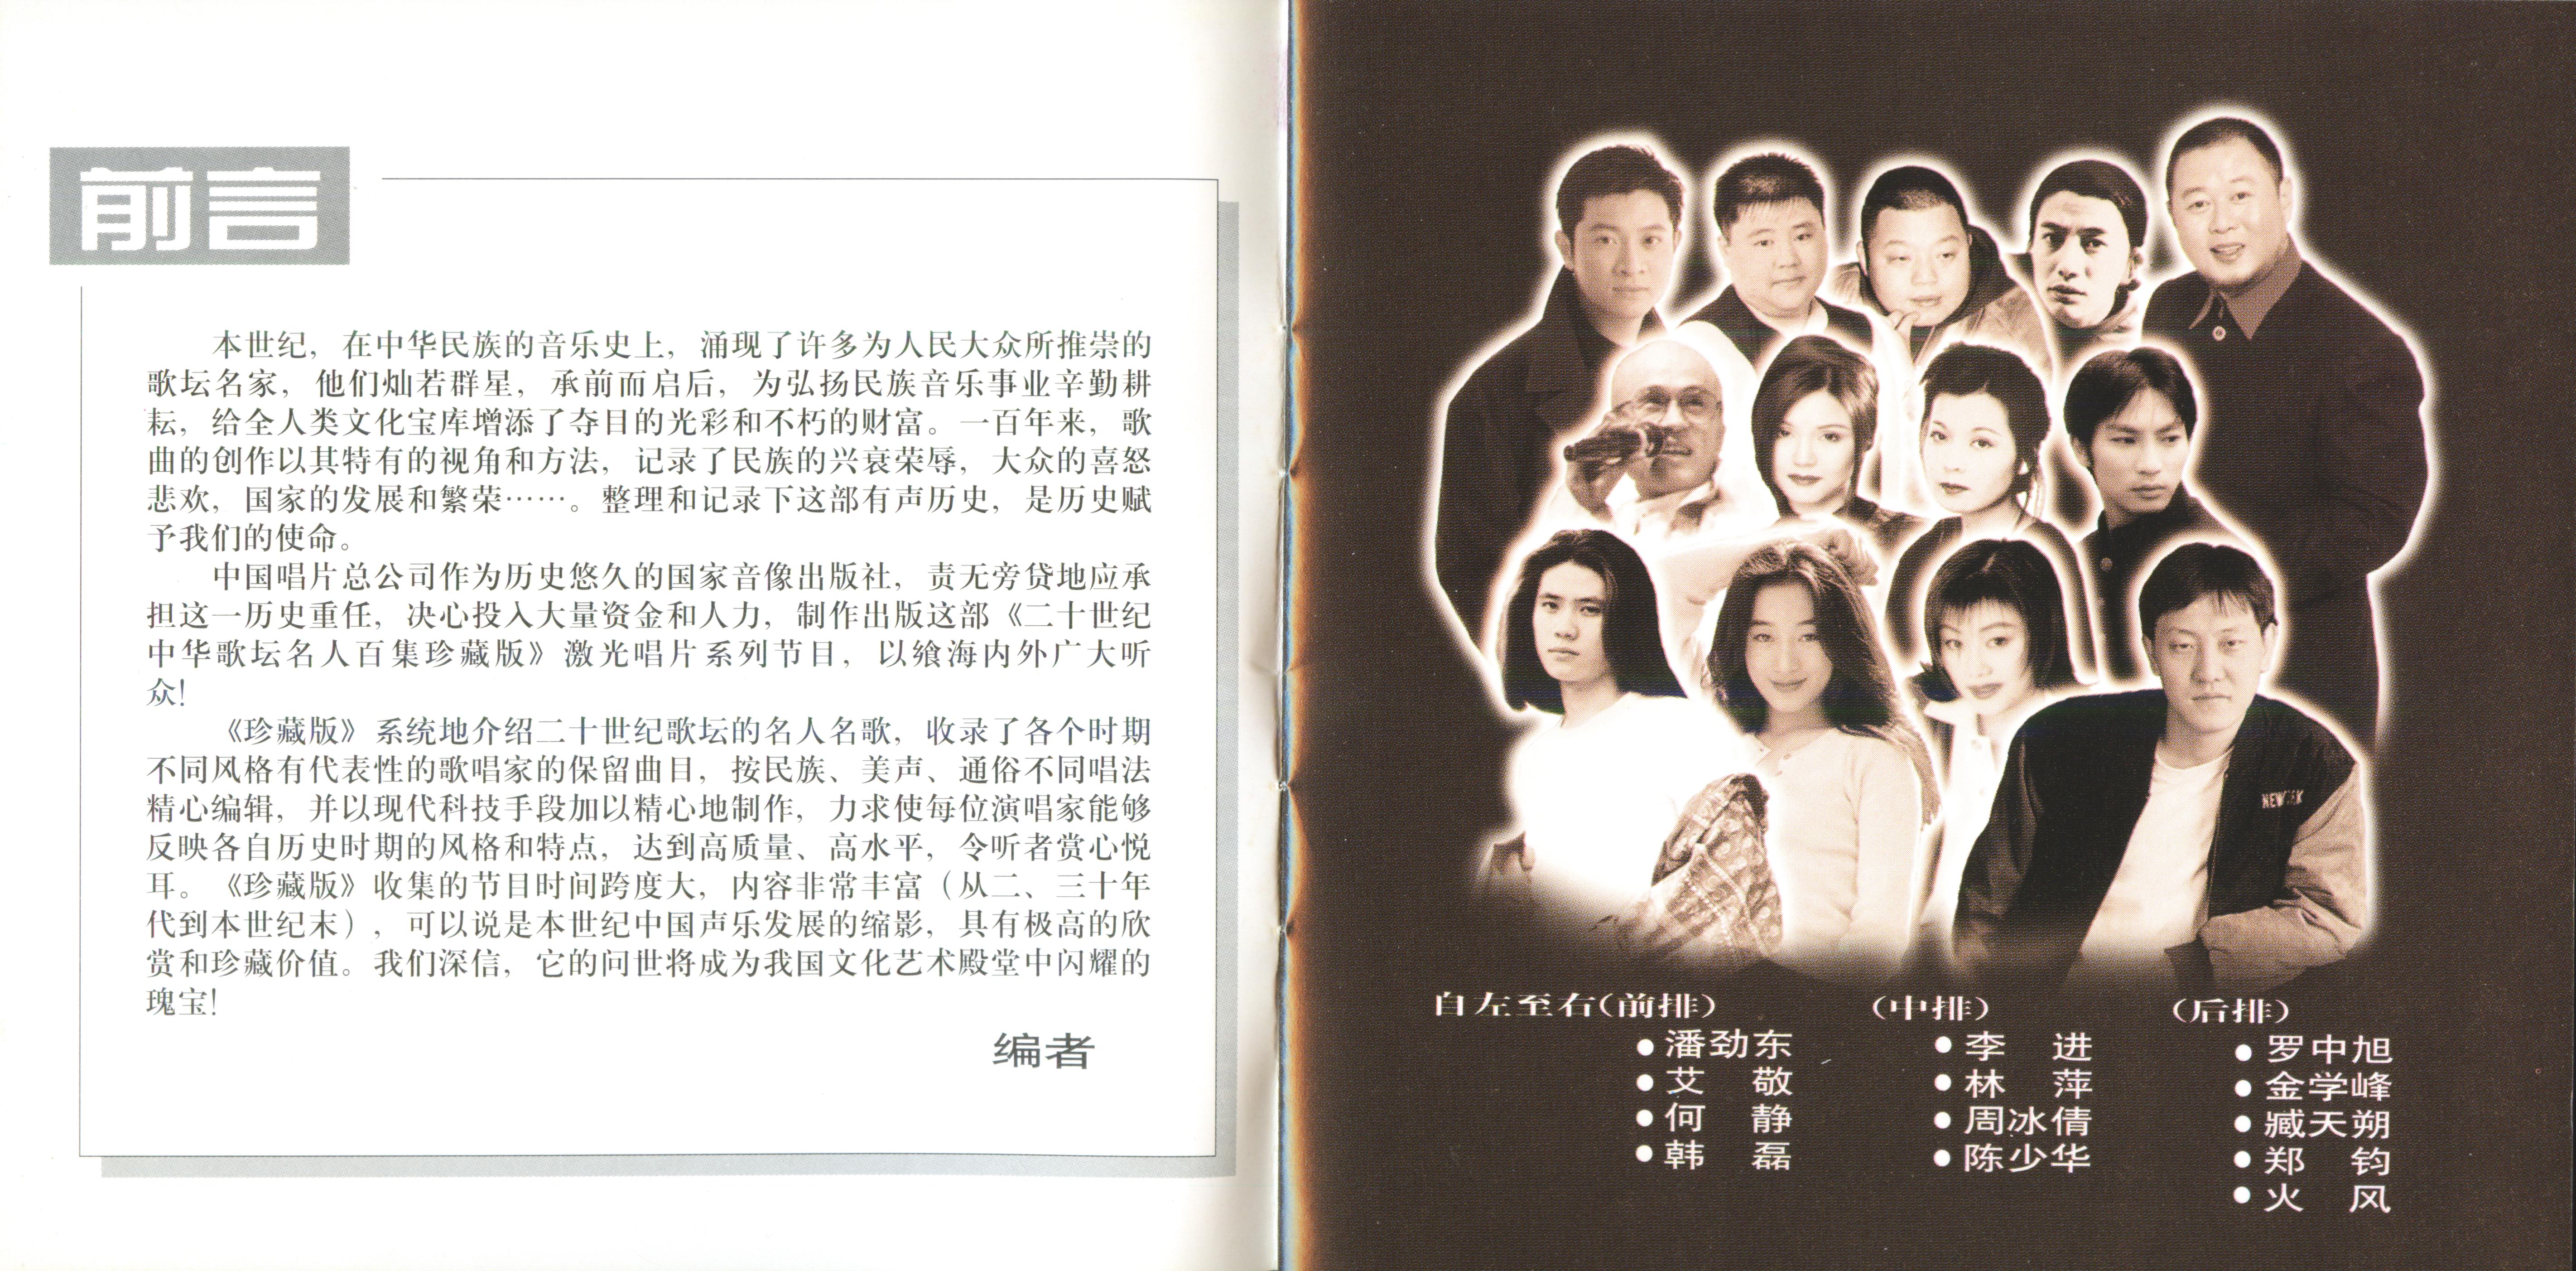 前言
本世纪，在中华民族的音乐史上，涌现了许多为人民大众所推崇的
歌坛名家，他们灿若群星，承前而启后，为弘扬民族音乐事业辛勤耕
耘，给全人类文化宝库增添了夺目的光彩和不朽的财富。一百年来，歌
曲的创作以其特有的视角和方法，记录了民族的兴衰荣辱，大众的喜怒
悲欢，国家的发展和繁荣……。整理和记录下这部有声历史，是历史赋
予我们的使命。
中国唱片总公司作为历史悠久的国家音像出版社，责无旁贷地应承
担这一历史重任，决心投入大量资金和人力，制作出版这部《二十世纪
中华歌坛名人百集珍藏版》激光唱片系列节目，以飨海内外广大听
众！
《珍藏版》系统地介绍二十世纪歌坛的名人名歌，收录了各个时期
不同风格有代表性的歌唱家的保留曲目，按民族、美声、通俗不同唱法
精心编辑，并以现代科技手段加以精心地制作，力求使每位演唱家能够
反映各自历史时期的风格和特点，达到高质量、高水平，令听者赏心悦
耳。《珍藏版》收集的节目时间跨度大，内容非常丰富（从二、三十年
代到本世纪末），可以说是本世纪中国声乐发展的缩影，具有极高的欣
赏和珍藏价值。我们深信，它的问世将成为我国文化艺术殿堂中闪耀的
瑰宝！
编者
自左至右（前排）
●潘劲东
●艾　敬
●何　静
●韩　磊
（中排）
●李　进
●林　萍
●周冰倩
●陈少华
（后排）
●罗中旭
●金学峰
●臧天朔
●郑　钧
●火　风